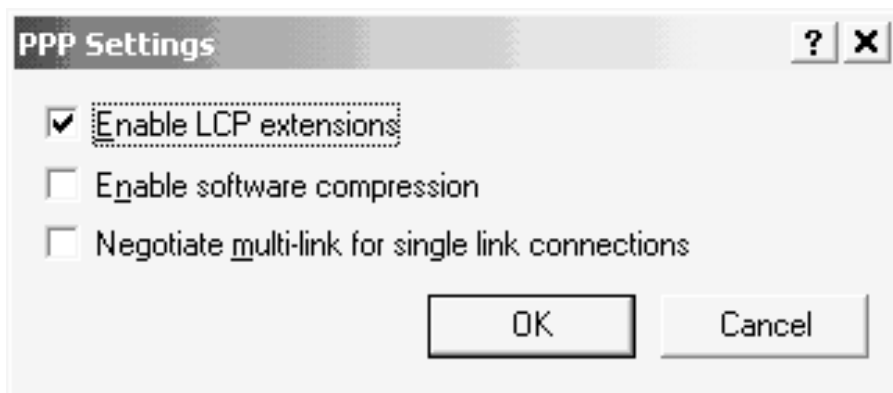 PPP Settings
Enable LCP extensions
Enable software compression
Negotiate multi-link for single link connections
OK Cancel